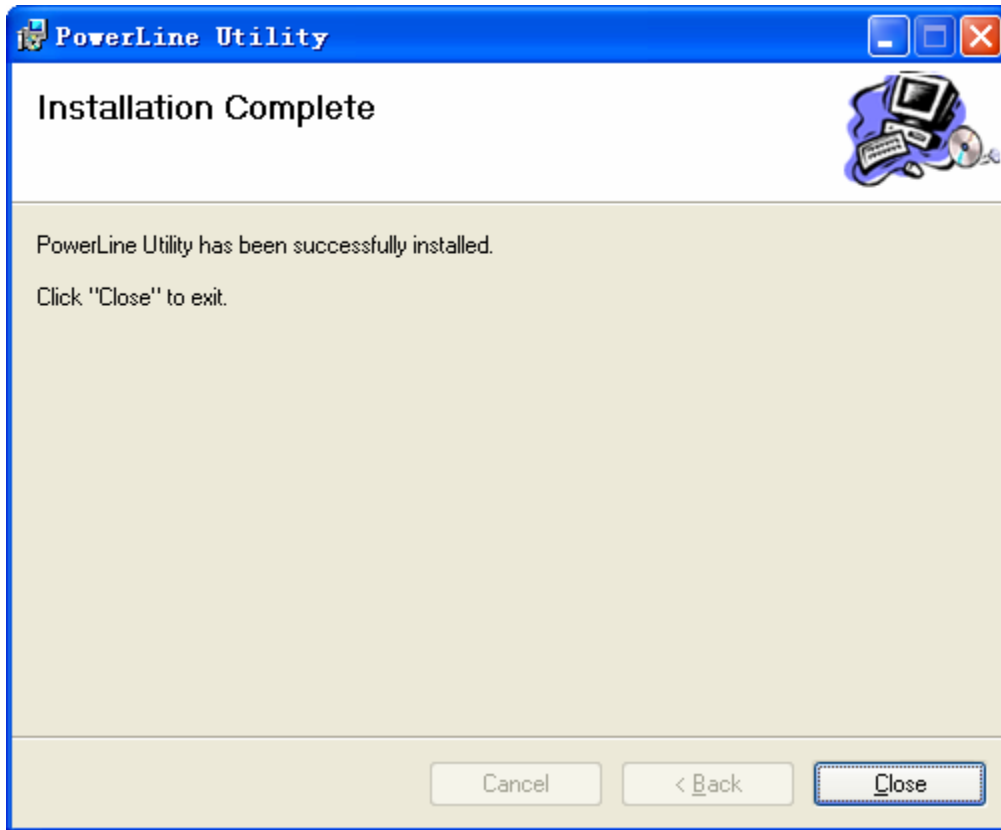 PowerLine Utility
Installation Complete
PowerLine Utility has been successfully installed.
Click "Close" to exit.
Cancel
< Back
Close